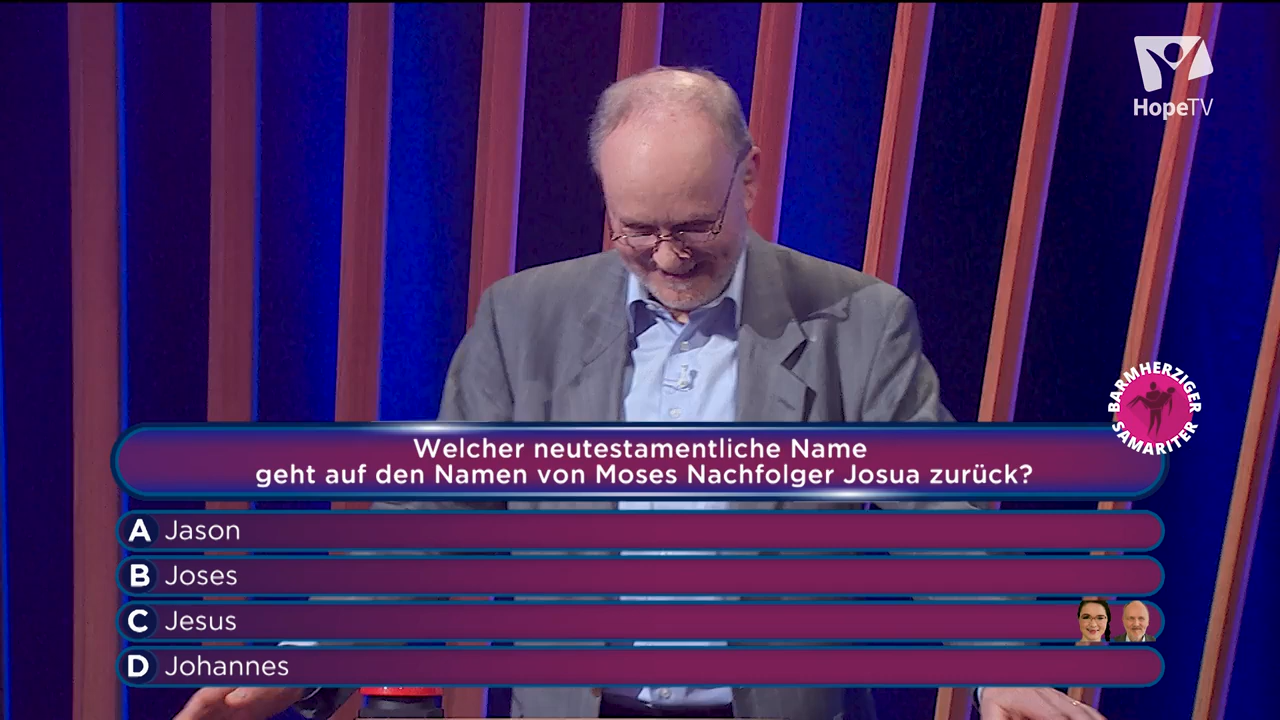 HopeTV
BARMHERZIGER
SAMARITER
Welcher neutestamentliche Name
geht auf den Namen von Moses Nachfolger Josua zurück?
A Jason
B Joses
C Jesus
D Johannes